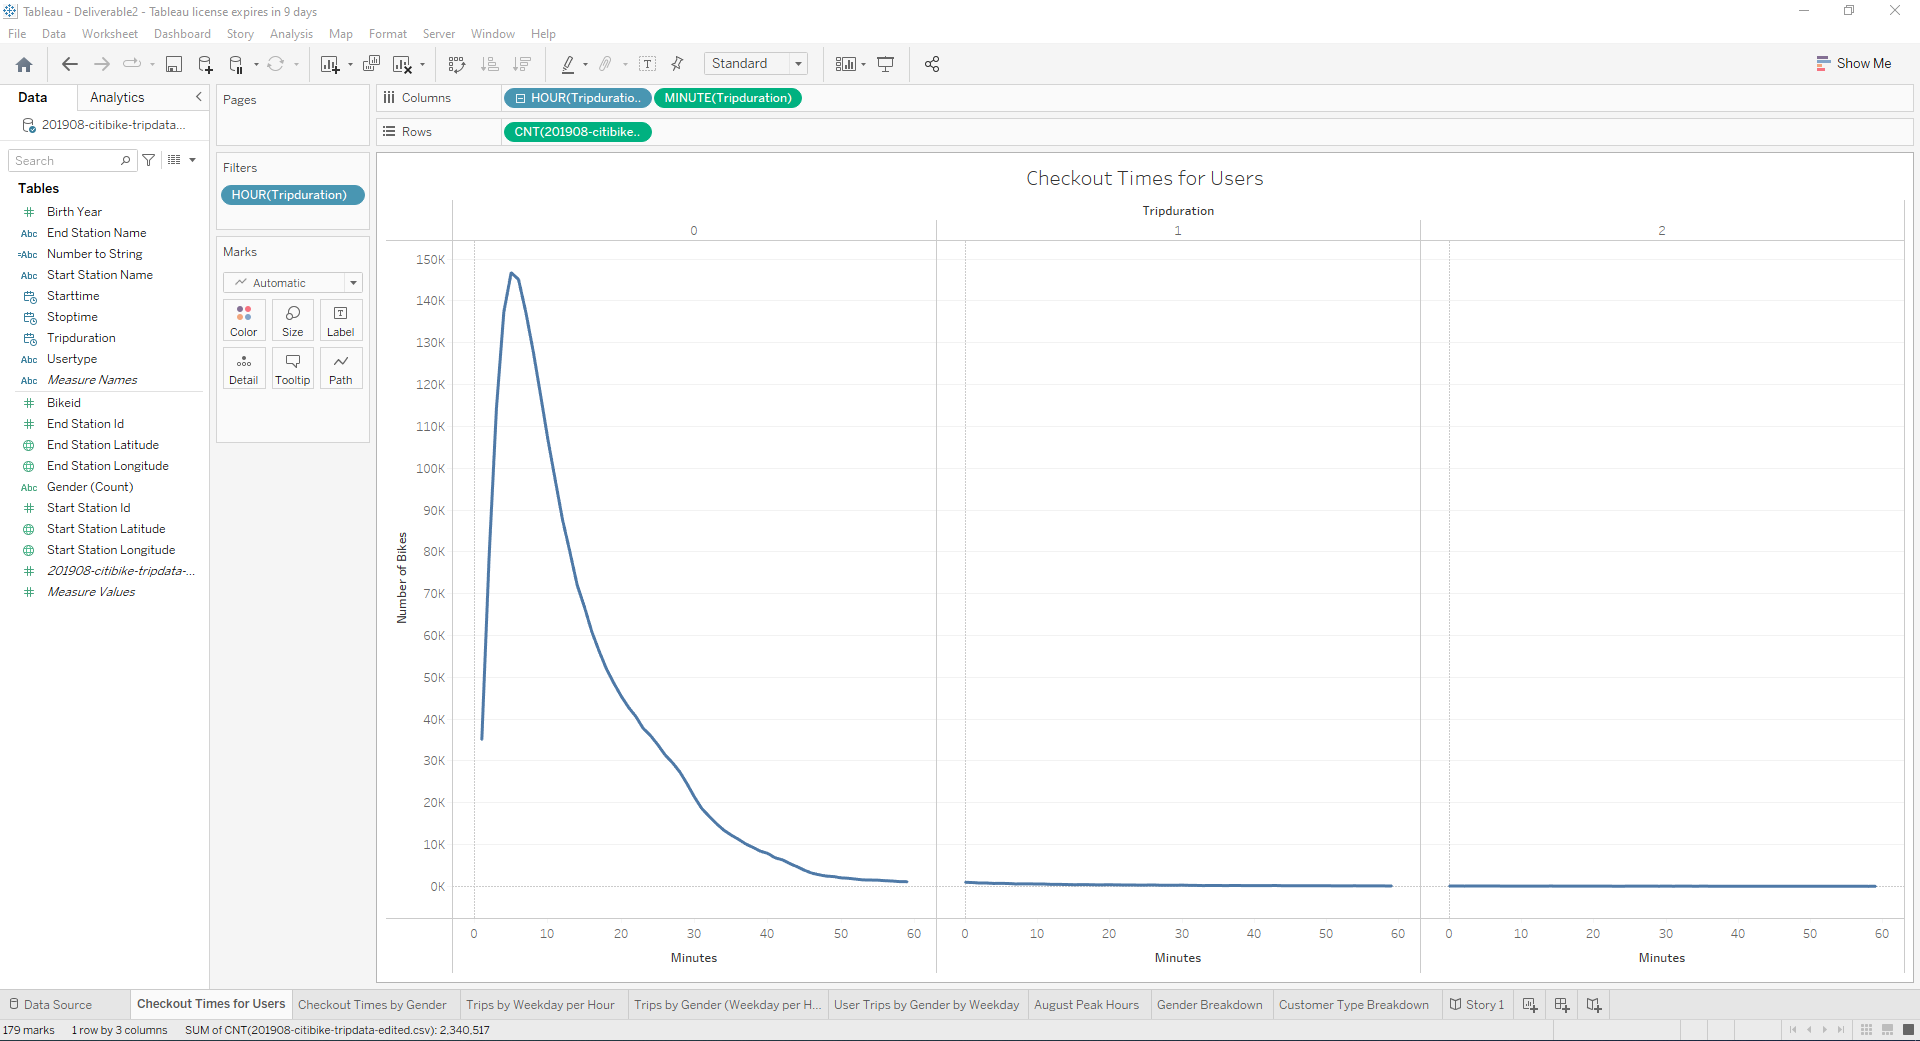 Tableau - Deliverable2 - Tableau license expires in 9 days
File Data Worksheet Dashboard Story Analysis Map Format Server Window Help
Standard
Show Me
Data Analytics
201908-citibike-tripdata...
Search
Tables
Birth Year
Abc End Station Name
=Abc Number to String
Abc Start Station Name
Starttime
Stoptime
Tripduration
Abc Usertype
Abc Measure Names
Bikeid
End Station Id
End Station Latitude
End Station Longitude
Abc Gender (Count)
Start Station Id
Start Station Latitude
Start Station Longitude
201908-citibike-tripdata-...
Measure Values
Pages
Filters
HOUR(Tripduration)
Marks
Automatic
Color Size Label
Detail Tooltip Path
Columns HOUR(Tripduratio.. MINUTE(Tripduration)
Rows CNT(201908-citibike..
Checkout Times for Users
Tripduration
0 1 2
150K
140K
130K
120K
110K
100K
90K
80K
70K
60K
50K
40K
30K
20K
10K
0K
Number of Bikes
0 10 20 30 40 50 60 0 10 20 30 40 50 60 0 10 20 30 40 50 60
Minutes Minutes Minutes
Data Source Checkout Times for Users Checkout Times by Gender Trips by Weekday per Hour Trips by Gender (Weekday per H... User Trips by Gender by Weekday August Peak Hours Gender Breakdown Customer Type Breakdown Story 1
179 marks 1 row by 3 columns SUM of CNT(201908-citibike-tripdata-edited.csv): 2,340,517